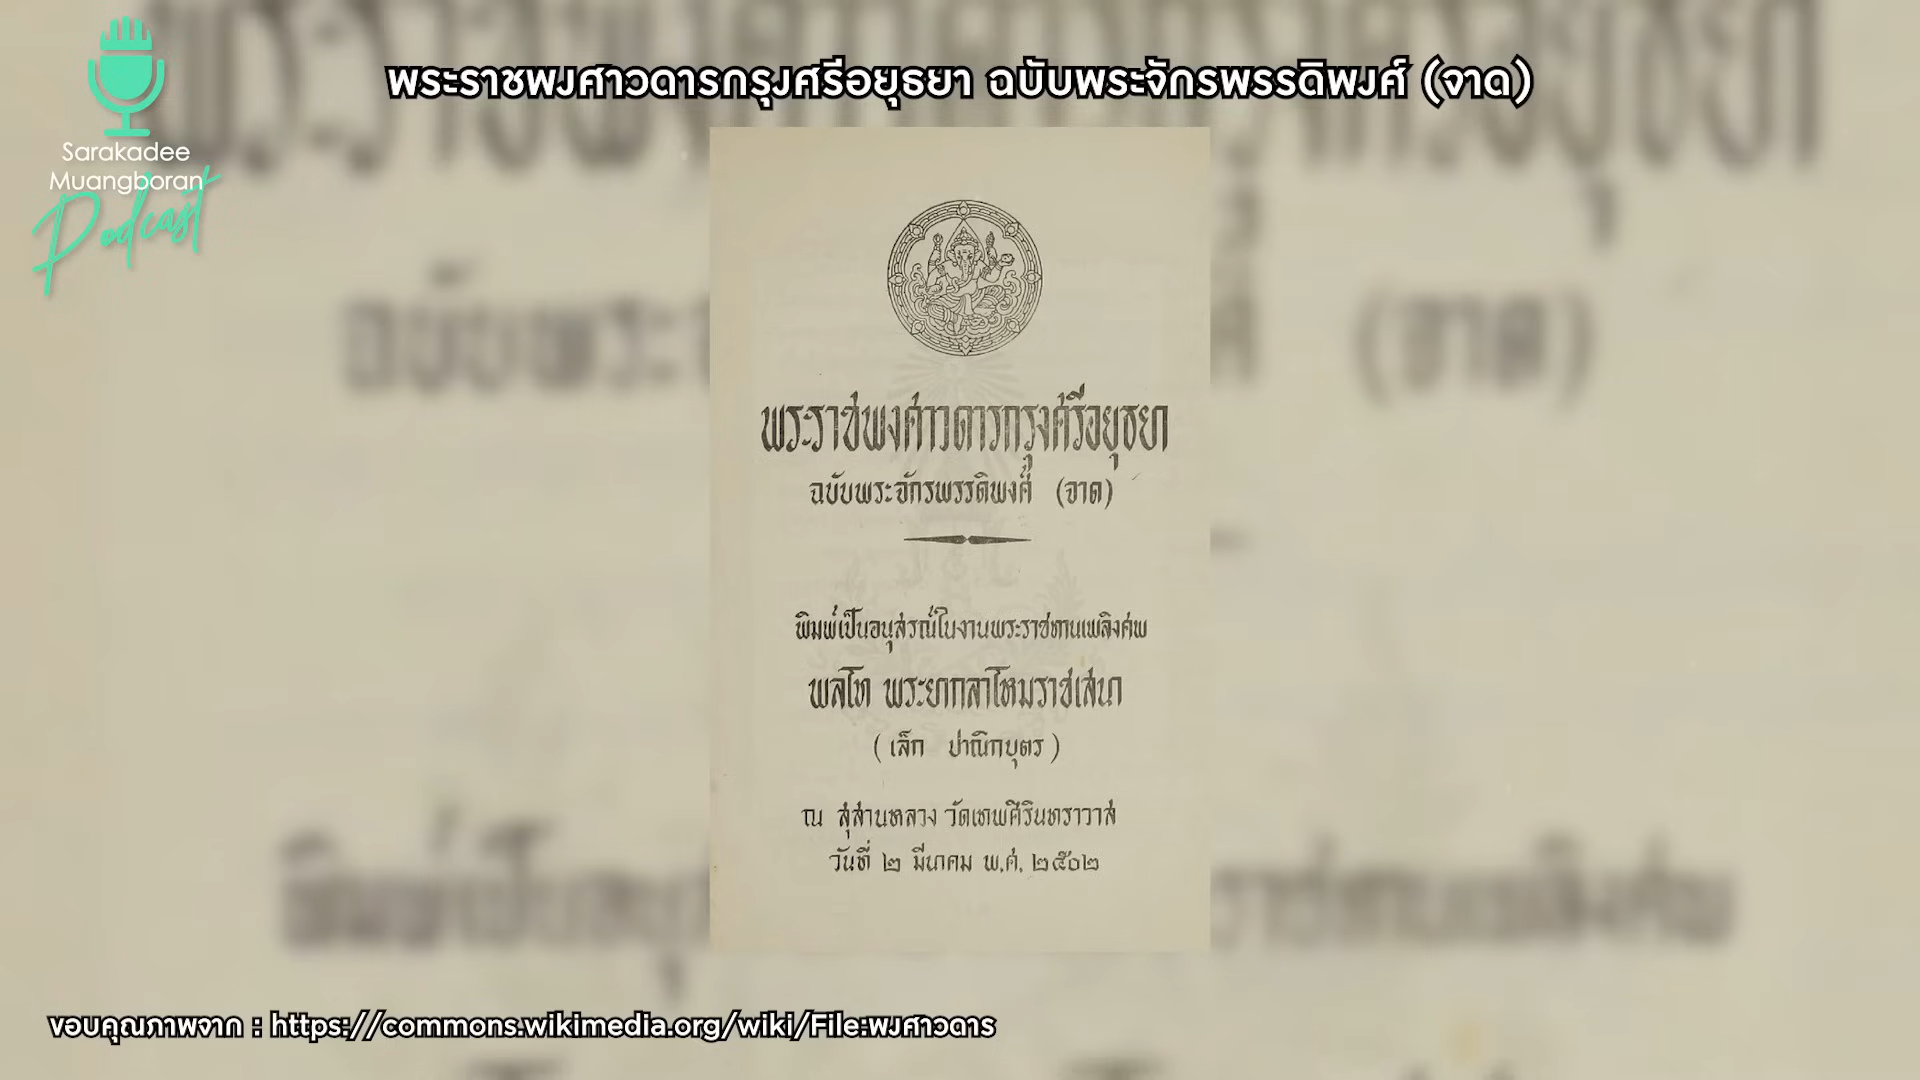 Sarakadee
Muangboran
Podcast
พระราชพงศาวดารกรุงศรีอยุธยา ฉบับพระจักรพรรดิพงศ์ (จาด)
พระราชพงศาวดารกรุงศรีอยุธยา
ฉบับพระจักรพรรดิพงศ์ (จาด)
พิมพ์เป็นอนุสรณ์ในงานพระราชทานเพลิงศพ
พลโท พระยากลาโหมราชเสนา
( เล็ก ปาณิกบุตร )
ณ สุสานหลวง วัดเทพศิรินทราวาส
วันที่ ๒ มีนาคม พ.ศ. ๒๕๐๒
ขอบคุณภาพจาก : https://commons.wikimedia.org/wiki/File:พงศาวดาร